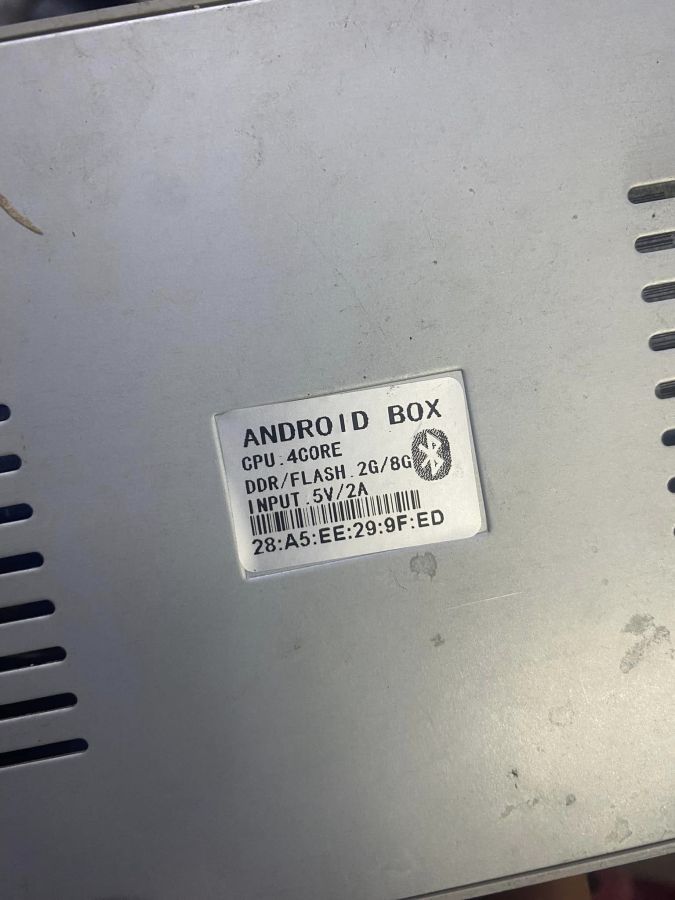 ANDROID BOX
CPU.4CORE
DDR/FLASH.2G/8G
INPUT.5V/2A
28:A5:EE:29:9F:ED